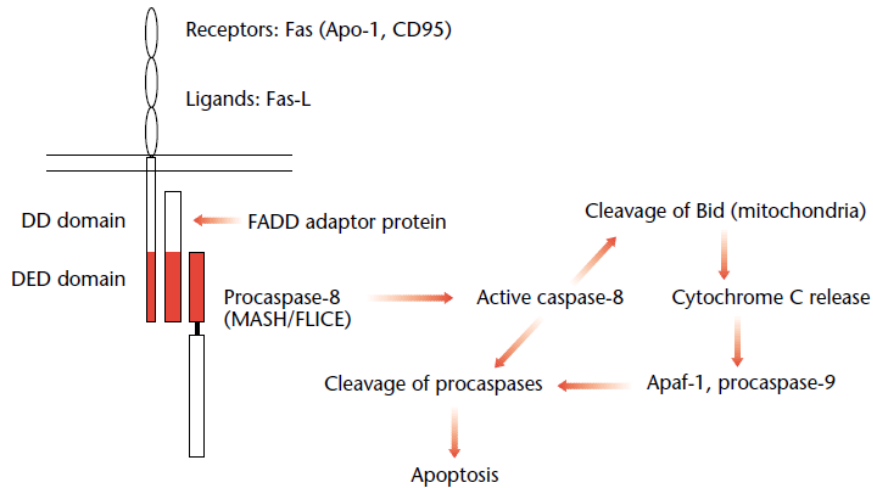 Receptors: Fas (Apo-1, CD95)
Ligands: Fas-L
DD domain
FADD adaptor protein
Cleavage of Bid (mitochondria)
DED domain
Procaspase-8
(MASH/FLICE)
Active caspase-8
Cytochrome C release
Cleavage of procaspases
Apaf-1, procaspase-9
Apoptosis